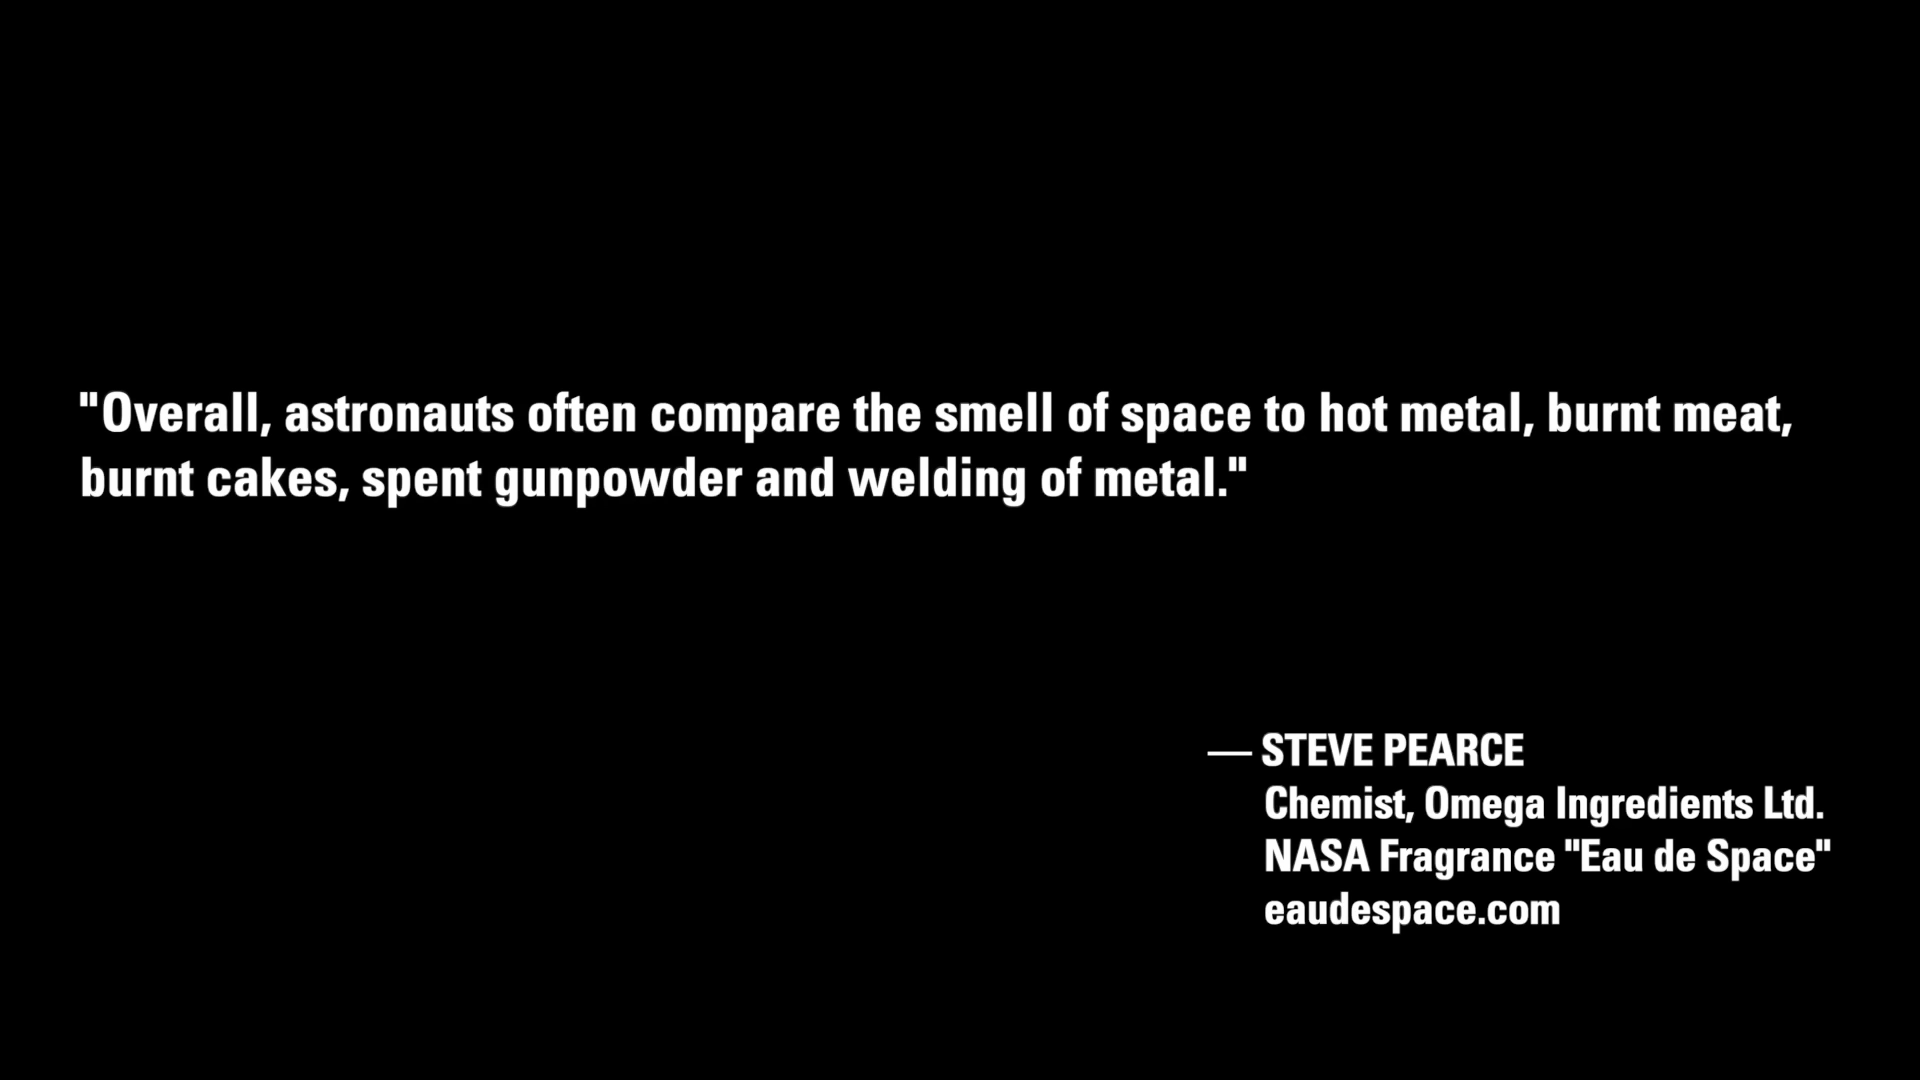 "Overall, astronauts often compare the smell of space to hot metal, burnt meat,
burnt cakes, spent gunpowder and welding of metal."
— STEVE PEARCE
Chemist, Omega Ingredients Ltd.
NASA Fragrance "Eau de Space"
eaudespace.com